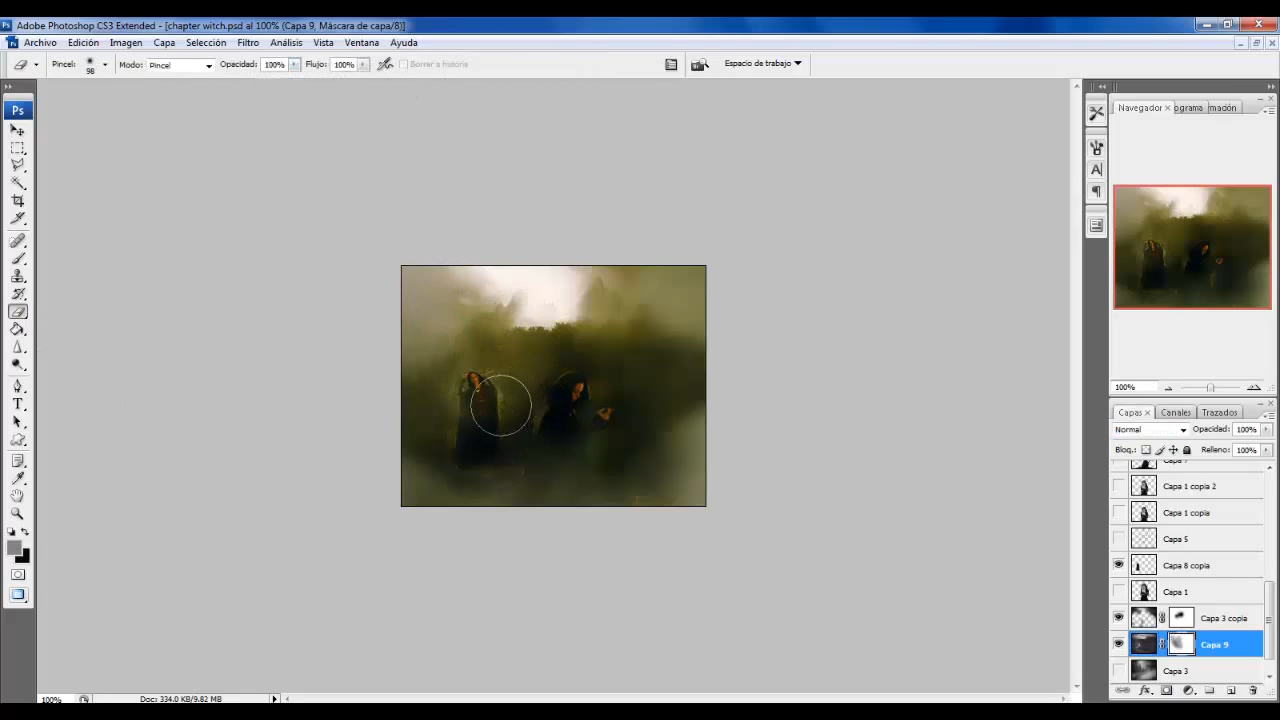 Adobe Photoshop CS3 Extended - [chapter witch.psd al 100% (Capa 9, Máscara de capa/8)]
Archivo Edición Imagen Capa Selección Filtro Análisis Vista Ventana Ayuda
Pincel: 98 Modo: Pincel Opacidad: 100% Flujo: 100% Borrar a historia Espacio de trabajo
Ps
Navegador ograma mación
100%
Capas Canales Trazados
Normal Opacidad: 100%
Bloq.: Relleno: 100%
Capa 1 copia 2
Capa 1 copia
Capa 5
Capa 8 copia
Capa 1
Capa 3 copia
Capa 9
Capa 3
100% Doc: 334.0 KB/9.82 MB